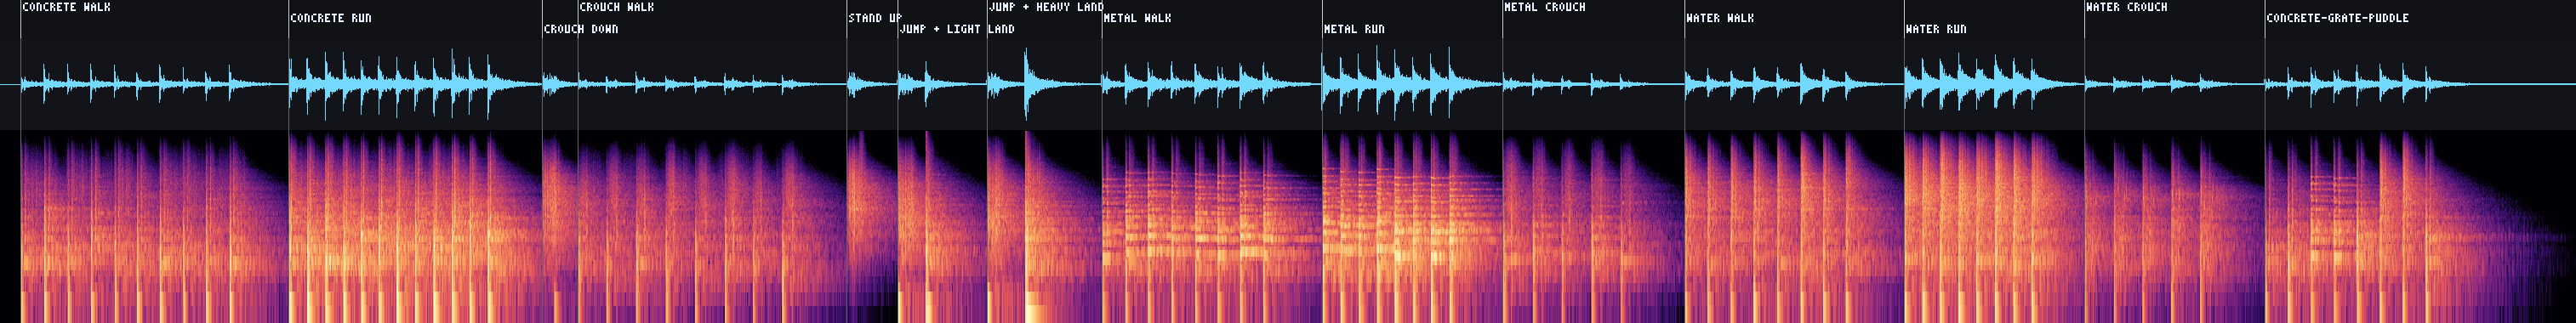 CONCRETE WALK
CONCRETE RUN
CROUCH DOWN
CROUCH WALK
STAND UP
JUMP + LIGHT LAND
JUMP + HEAVY LAND
METAL WALK
METAL RUN
METAL CROUCH
WATER WALK
WATER RUN
WATER CROUCH
CONCRETE-GRATE-PUDDLE